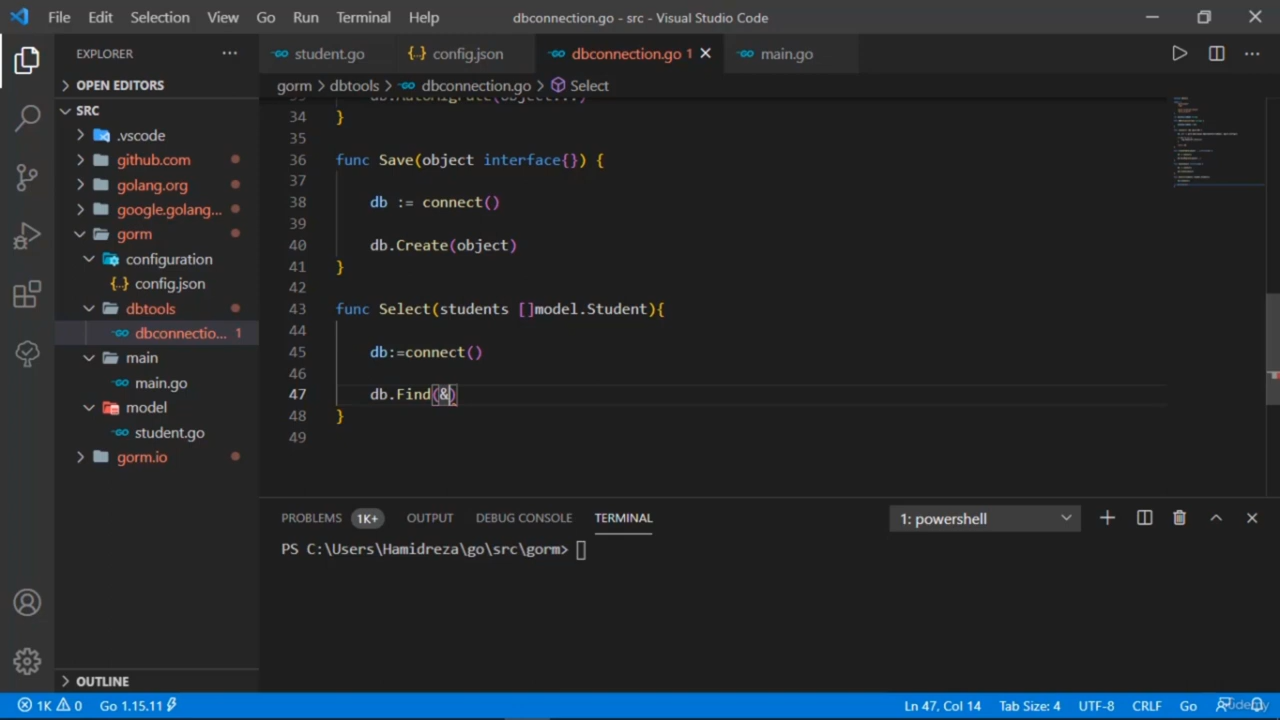 File Edit Selection View Go Run Terminal Help dbconnection.go - src - Visual Studio Code
EXPLORER
OPEN EDITORS
SRC
.vscode
github.com
golang.org
google.golang...
gorm
configuration
config.json
dbtools
dbconnectio... 1
main
main.go
model
student.go
gorm.io
OUTLINE
student.go config.json dbconnection.go 1 main.go
gorm > dbtools > dbconnection.go > Select
db.AutoMigrate(object...)
34 }
35
36 func Save(object interface{}) {
37
38 db := connect()
39
40 db.Create(object)
41 }
42
43 func Select(students []model.Student){
44
45 db:=connect()
46
47 db.Find(&)
48 }
49
PROBLEMS 1K+ OUTPUT DEBUG CONSOLE TERMINAL 1: powershell
PS C:\Users\Hamidreza\go\src\gorm>
1K 0 Go 1.15.11 Ln 47, Col 14 Tab Size: 4 UTF-8 CRLF Go